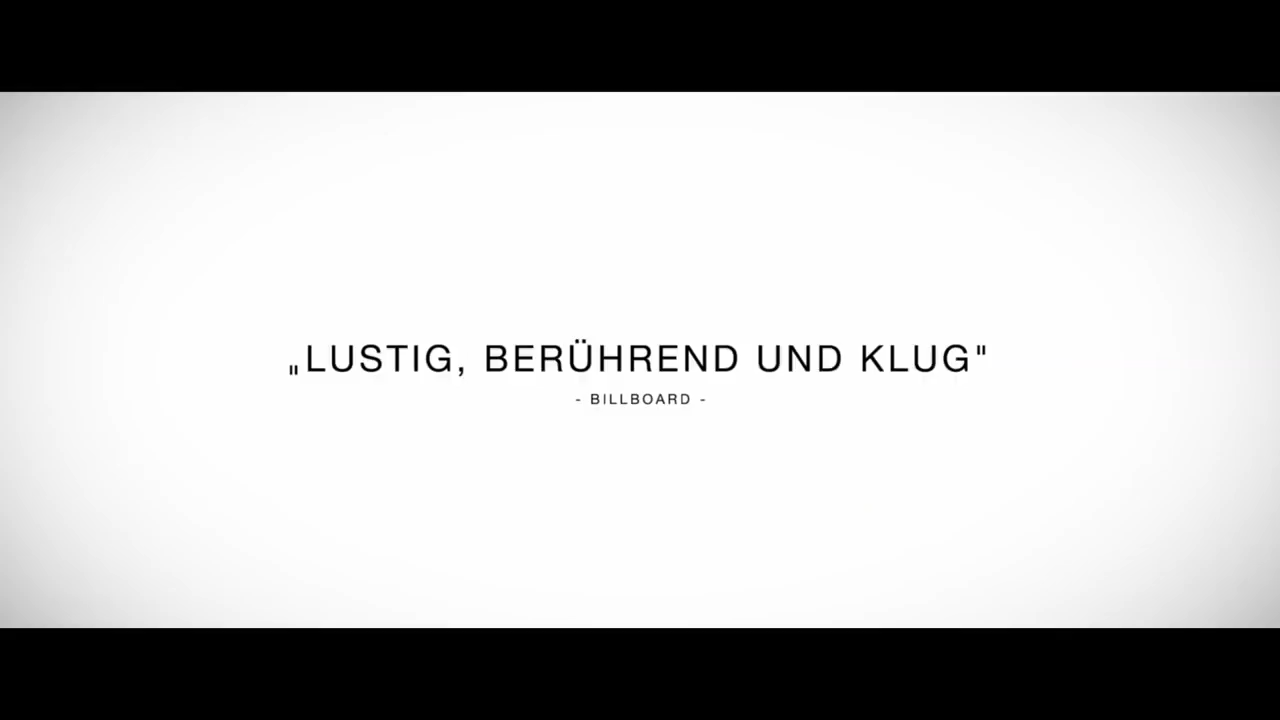 „LUSTIG, BERÜHREND UND KLUG"
- BILLBOARD -